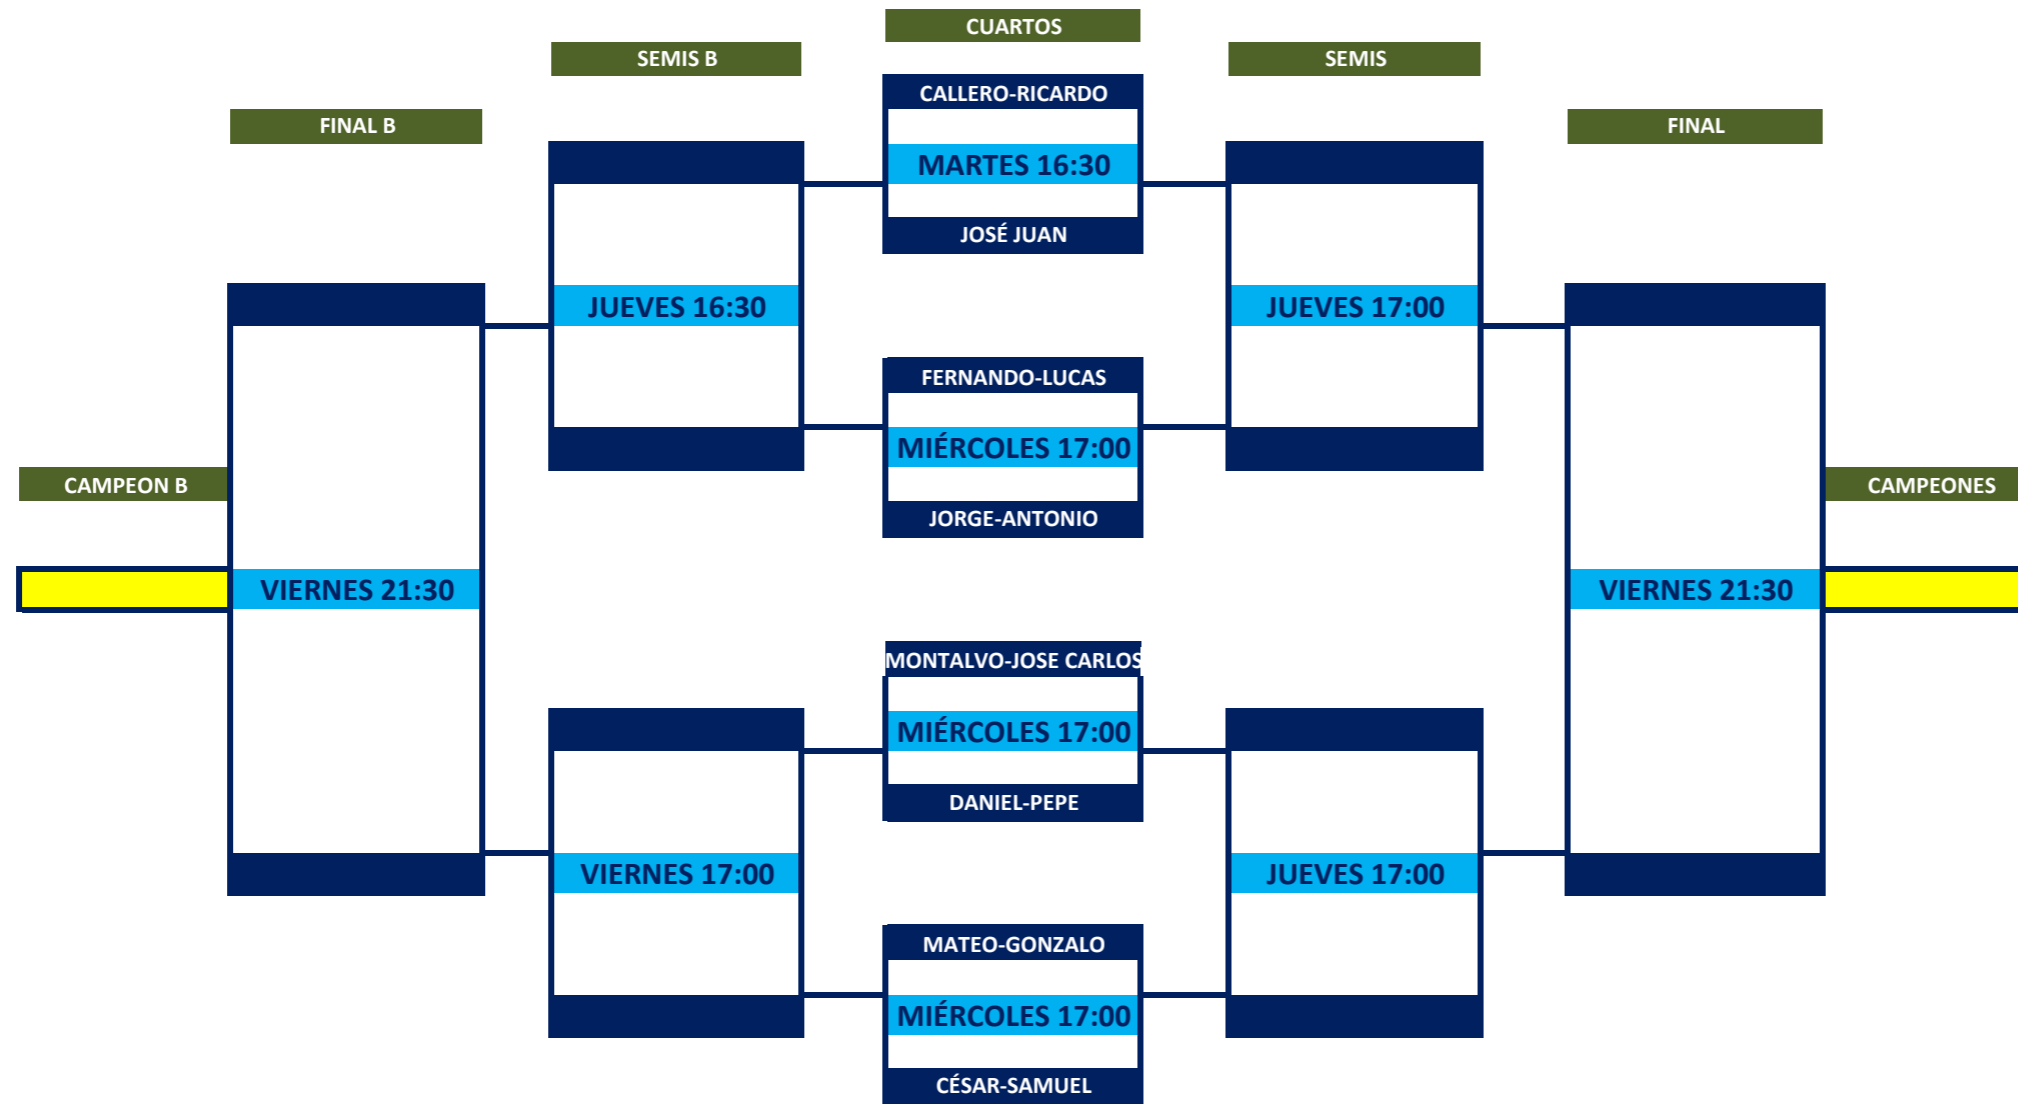 CUARTOS
SEMIS B
SEMIS
CALLERO-RICARDO
FINAL B
FINAL
MARTES 16:30
JOSÉ JUAN
JUEVES 16:30
JUEVES 17:00
FERNANDO-LUCAS
MIÉRCOLES 17:00
CAMPEON B
CAMPEONES
JORGE-ANTONIO
VIERNES 21:30
VIERNES 21:30
MONTALVO-JOSE CARLOS
MIÉRCOLES 17:00
DANIEL-PEPE
VIERNES 17:00
JUEVES 17:00
MATEO-GONZALO
MIÉRCOLES 17:00
CÉSAR-SAMUEL